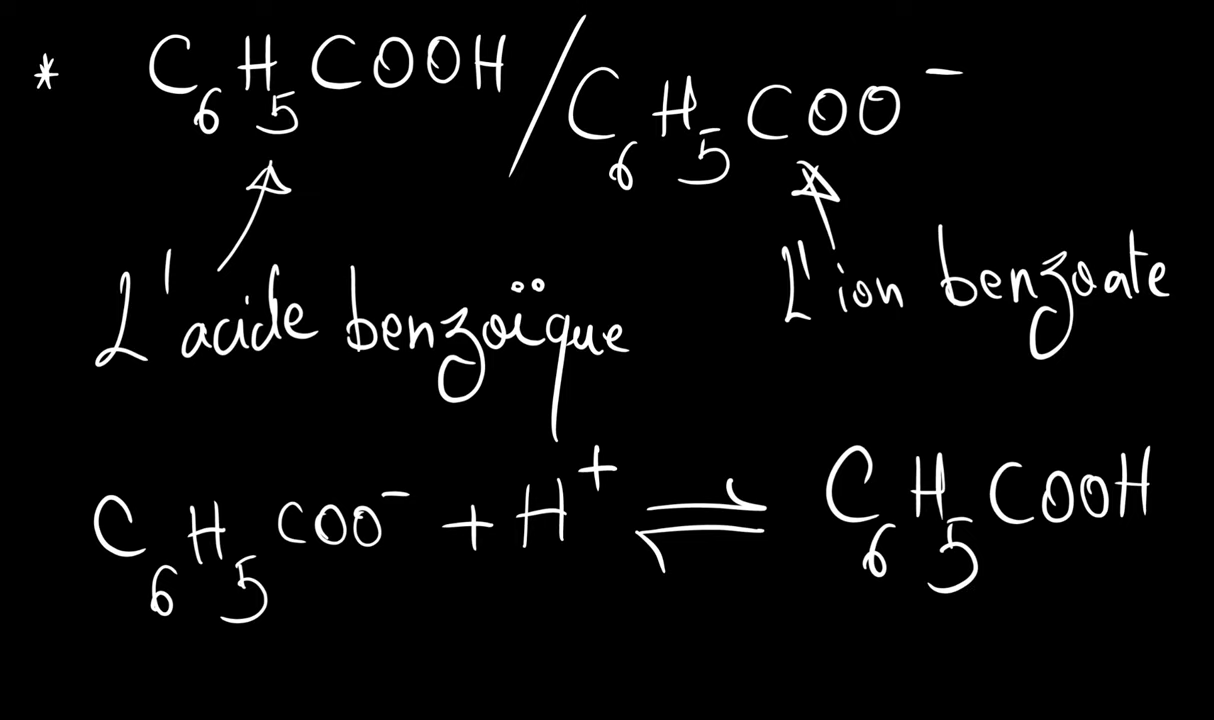 * C₆H₅COOH/C₆H₅COO⁻
L'acide benzoïque L'ion benzoate
C₆H₅COO⁻ + H⁺ ⇌ C₆H₅COOH